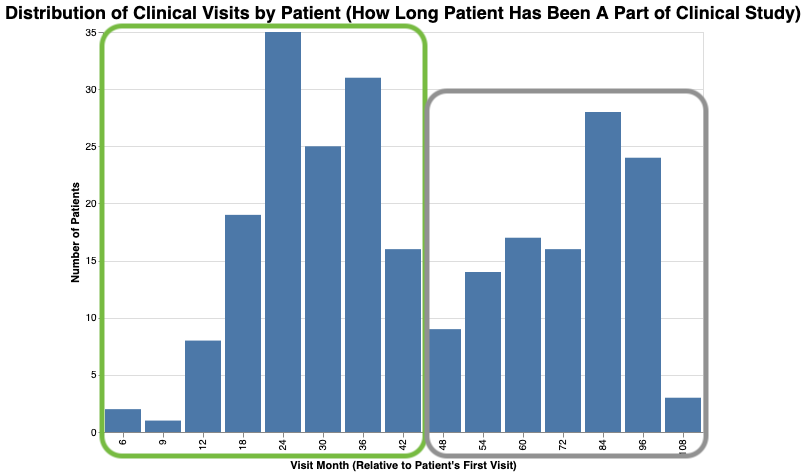 Distribution of Clinical Visits by Patient (How Long Patient Has Been A Part of Clinical Study)
35
30
25
20
15
10
5
0
Number of Patients
6 9 12 18 24 30 36 42 48 54 60 72 84 96 108
Visit Month (Relative to Patient's First Visit)